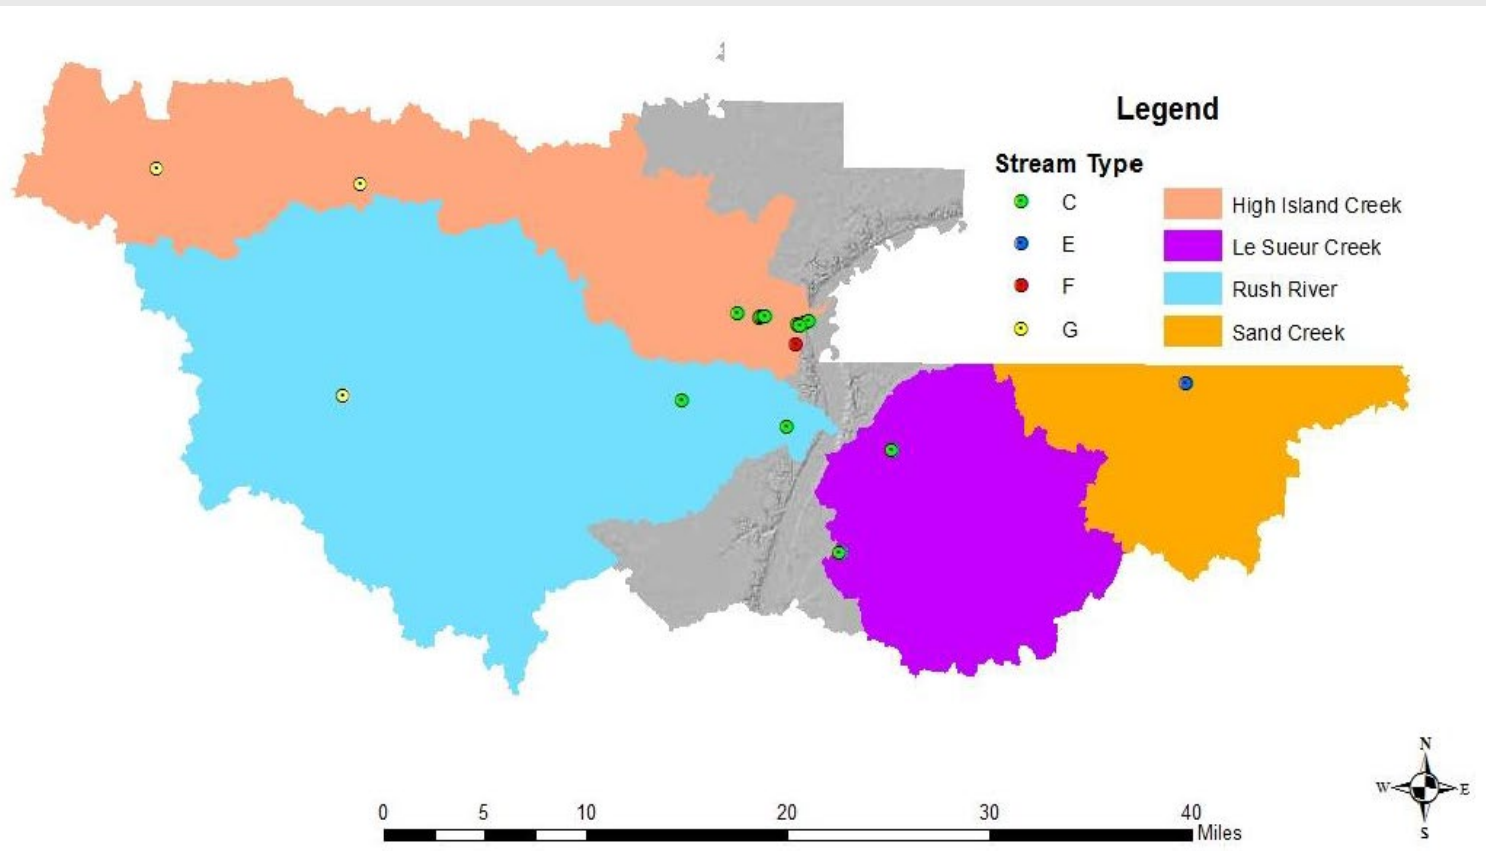 Legend
Stream Type
C
E
F
G
High Island Creek
Le Sueur Creek
Rush River
Sand Creek
N
W E
S
0 5 10 20 30 40
Miles